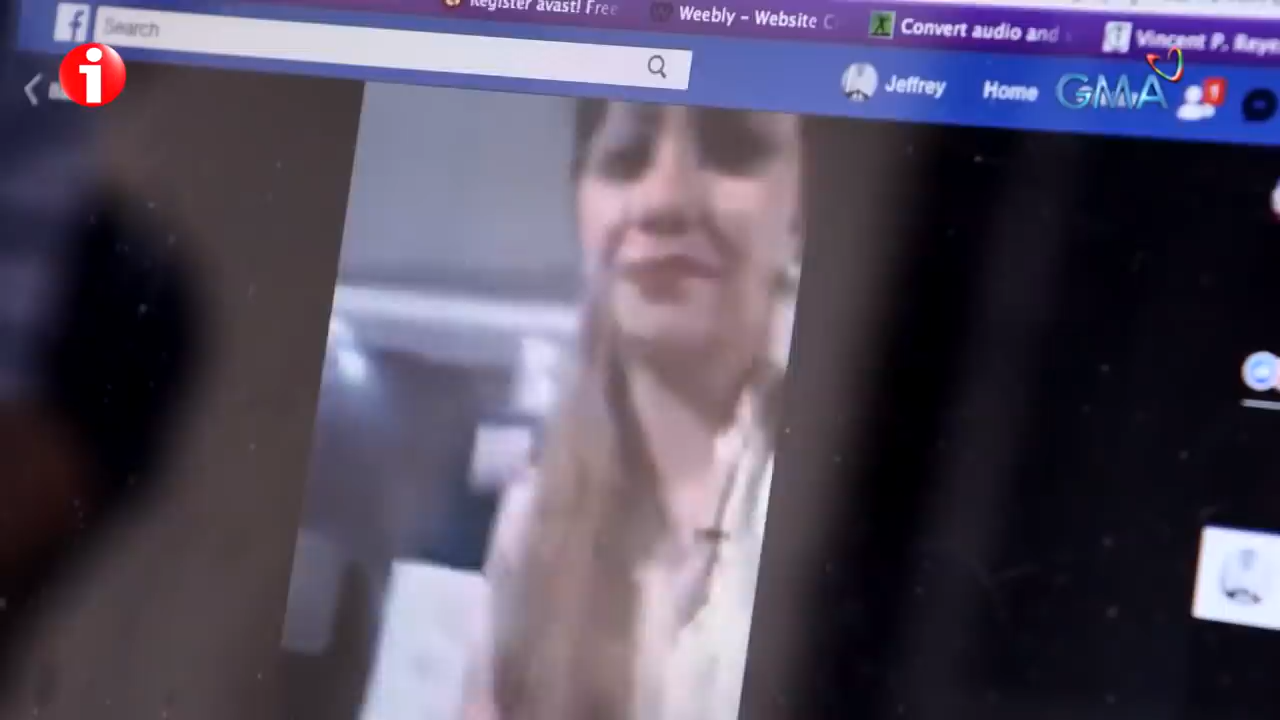 Register avast! Free
Weebly – Website C
Convert audio and
Vincent P. Reye
f
Search
Jeffrey
Home
GMA
1
i